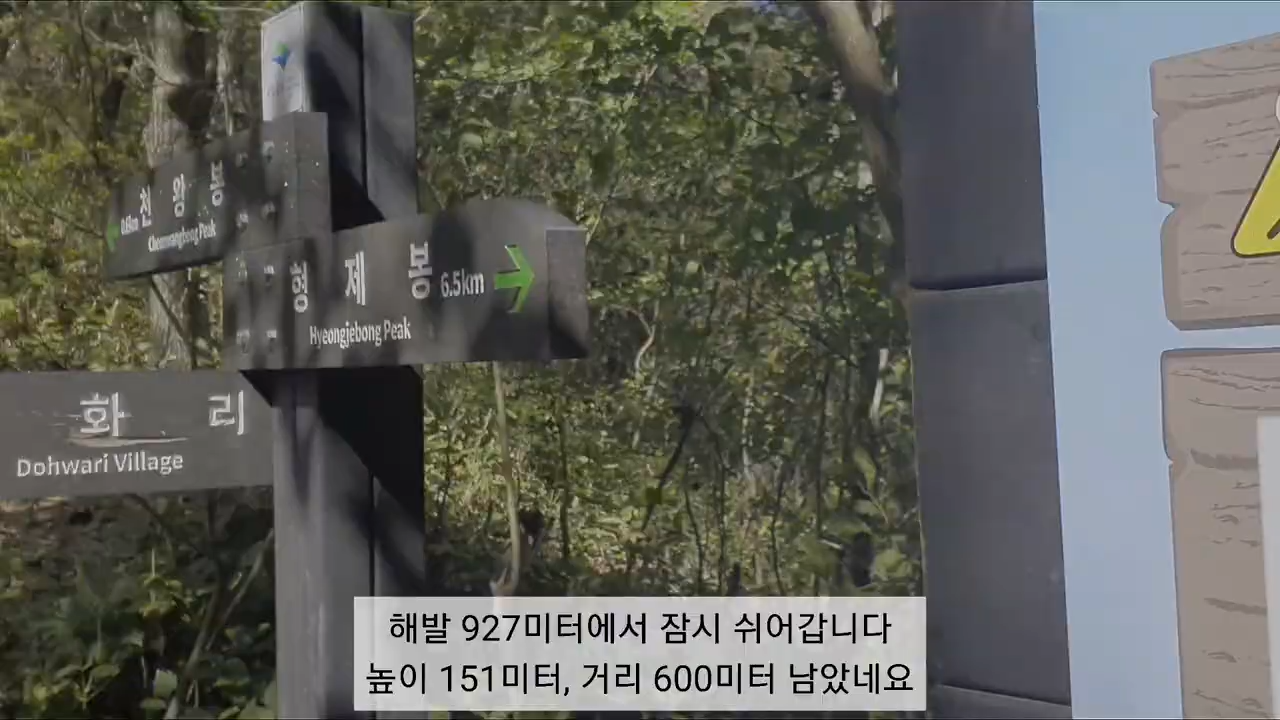 천 왕 봉
0.6km
Cheonwangbong Peak
형 제 봉 6.5km
Hyeongjebong Peak
화 리
Dohwari Village
해발 927미터에서 잠시 쉬어갑니다
높이 151미터, 거리 600미터 남았네요